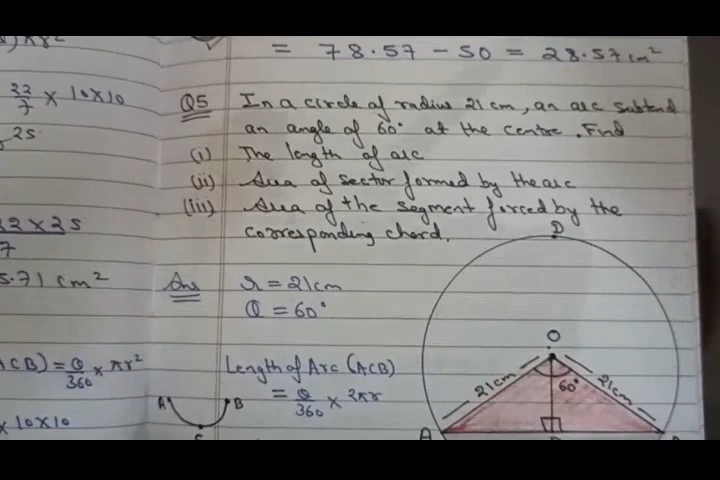 ) πr²
22/7 × 10×10
25
22 × 25
7
5.71 cm²
ACB) = θ/360 × πr²
× 10×10
= 78.57 - 50 = 28.57 cm²
Q5 In a circle of radius 21 cm, an arc subtend
an angle of 60° at the centre. Find
(i) The length of arc
(ii) Area of sector formed by the arc
(iii) Area of the segment forced by the
corresponding chord.
Ans r = 21cm
θ = 60°
Length of Arc (ACB)
= θ/360 × 2πr
A B
C
D
O
21cm 60° 21cm
A